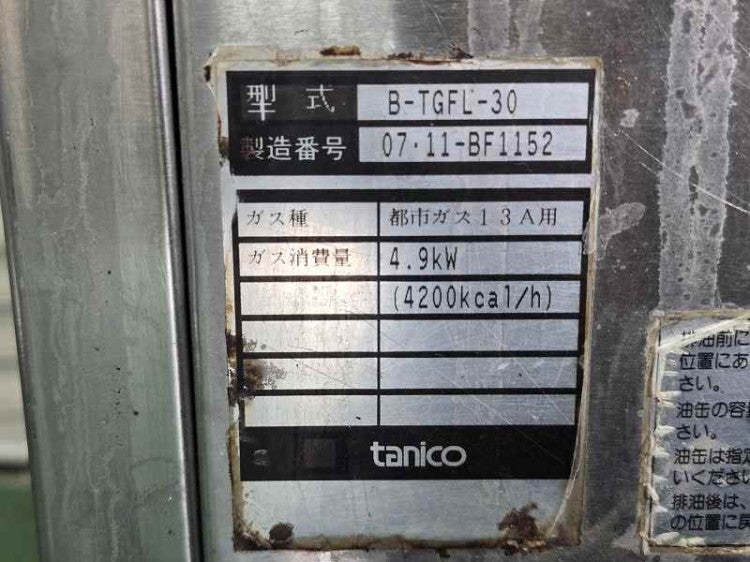 型式 B-TGFL-30
製造番号 07・11-BF1152
ガス種 都市ガス13A用
ガス消費量 4.9kW
(4200kcal/h)
tanico
排油前に
位置にあ
さい。
油缶の容量
さい。
油缶は指定
いくださ
排油後は、
の位置に戻